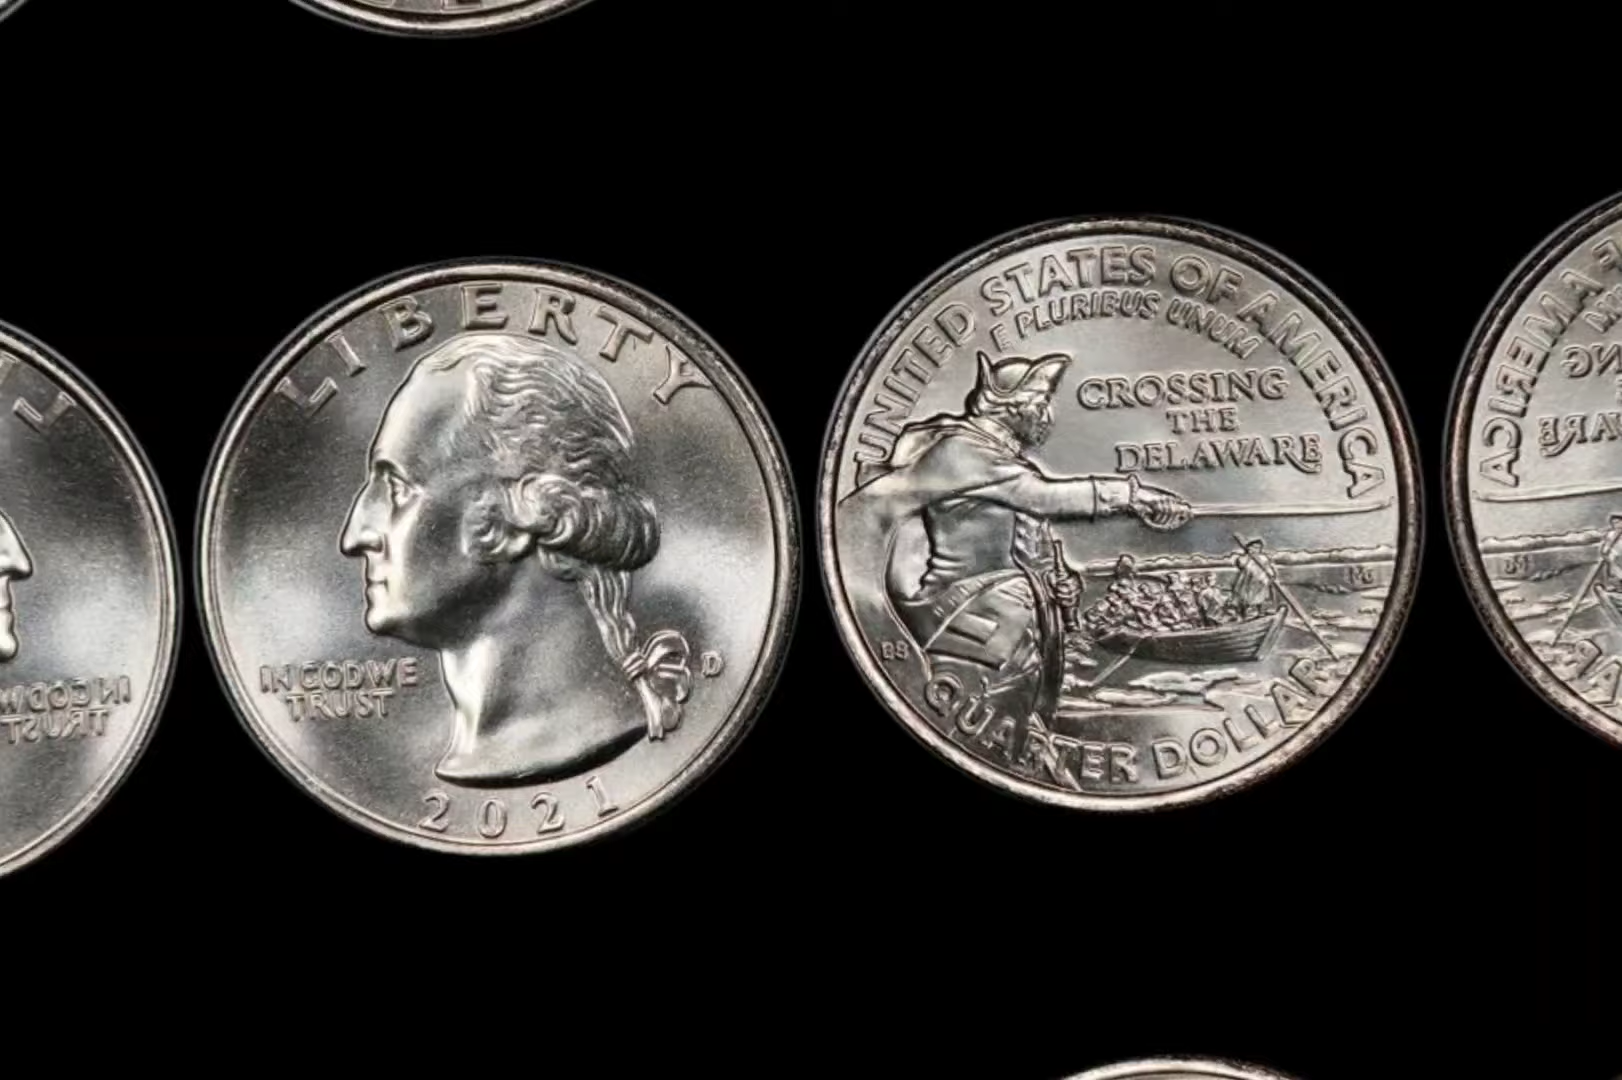 LIBERTY
IN GOD WE
TRUST
D
2021
UNITED STATES OF AMERICA
E PLURIBUS UNUM
CROSSING
THE
DELAWARE
BS
QUARTER DOLLAR